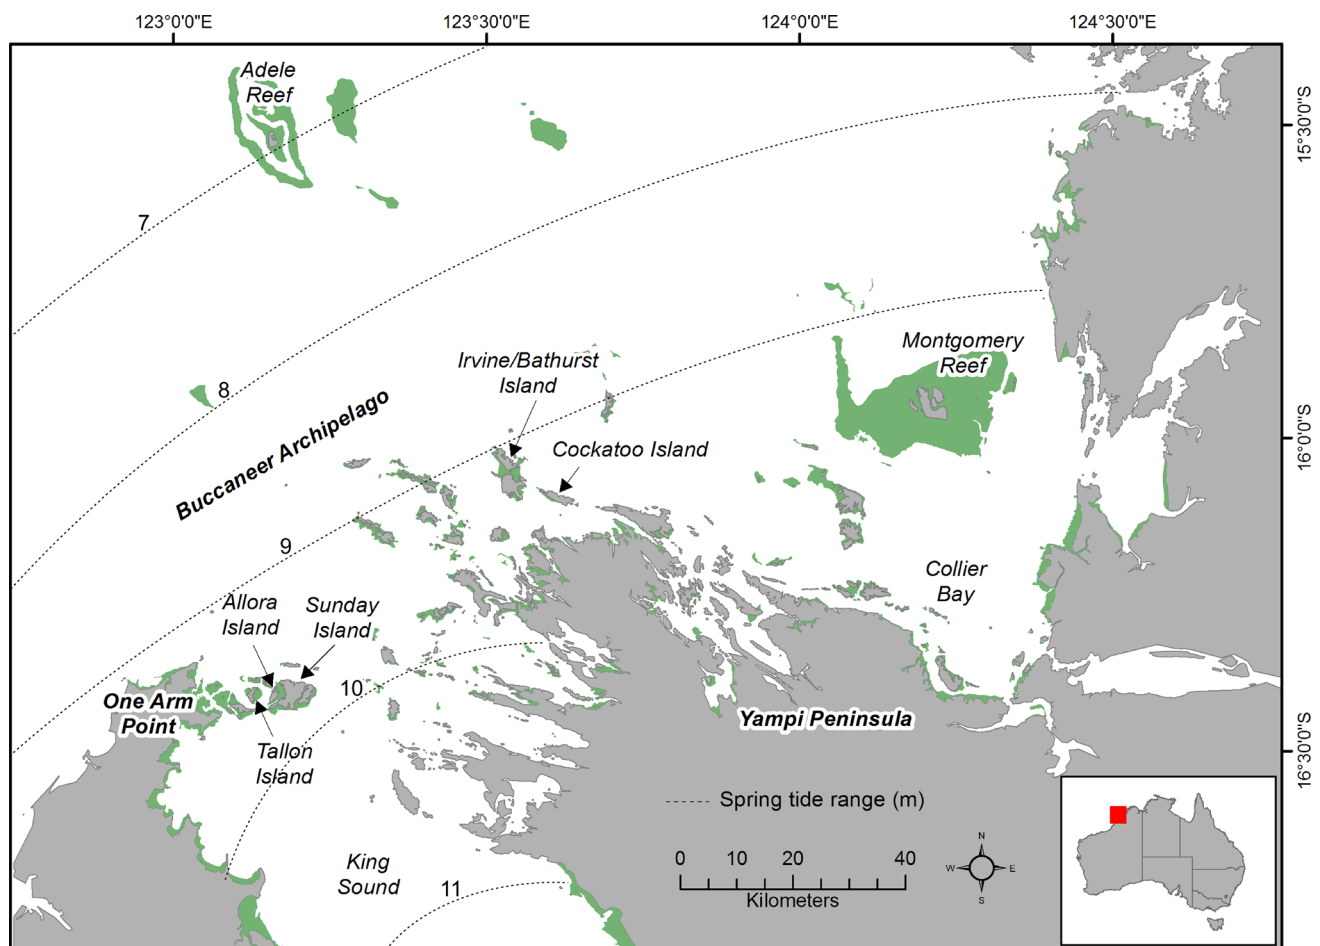 123°0'0"E
123°30'0"E
124°0'0"E
124°30'0"E
Adele
Reef
15°30'0"S
7
Montgomery
Reef
Irvine/Bathurst
Island
8
Buccaneer Archipelago
16°0'0"S
Cockatoo Island
9
Collier
Bay
Allora
Island
Sunday
Island
10
One Arm
Point
Yampi Peninsula
Tallon
Island
16°30'0"S
Spring tide range (m)
King
Sound
11
0 10 20 40
Kilometers
N
W E
S